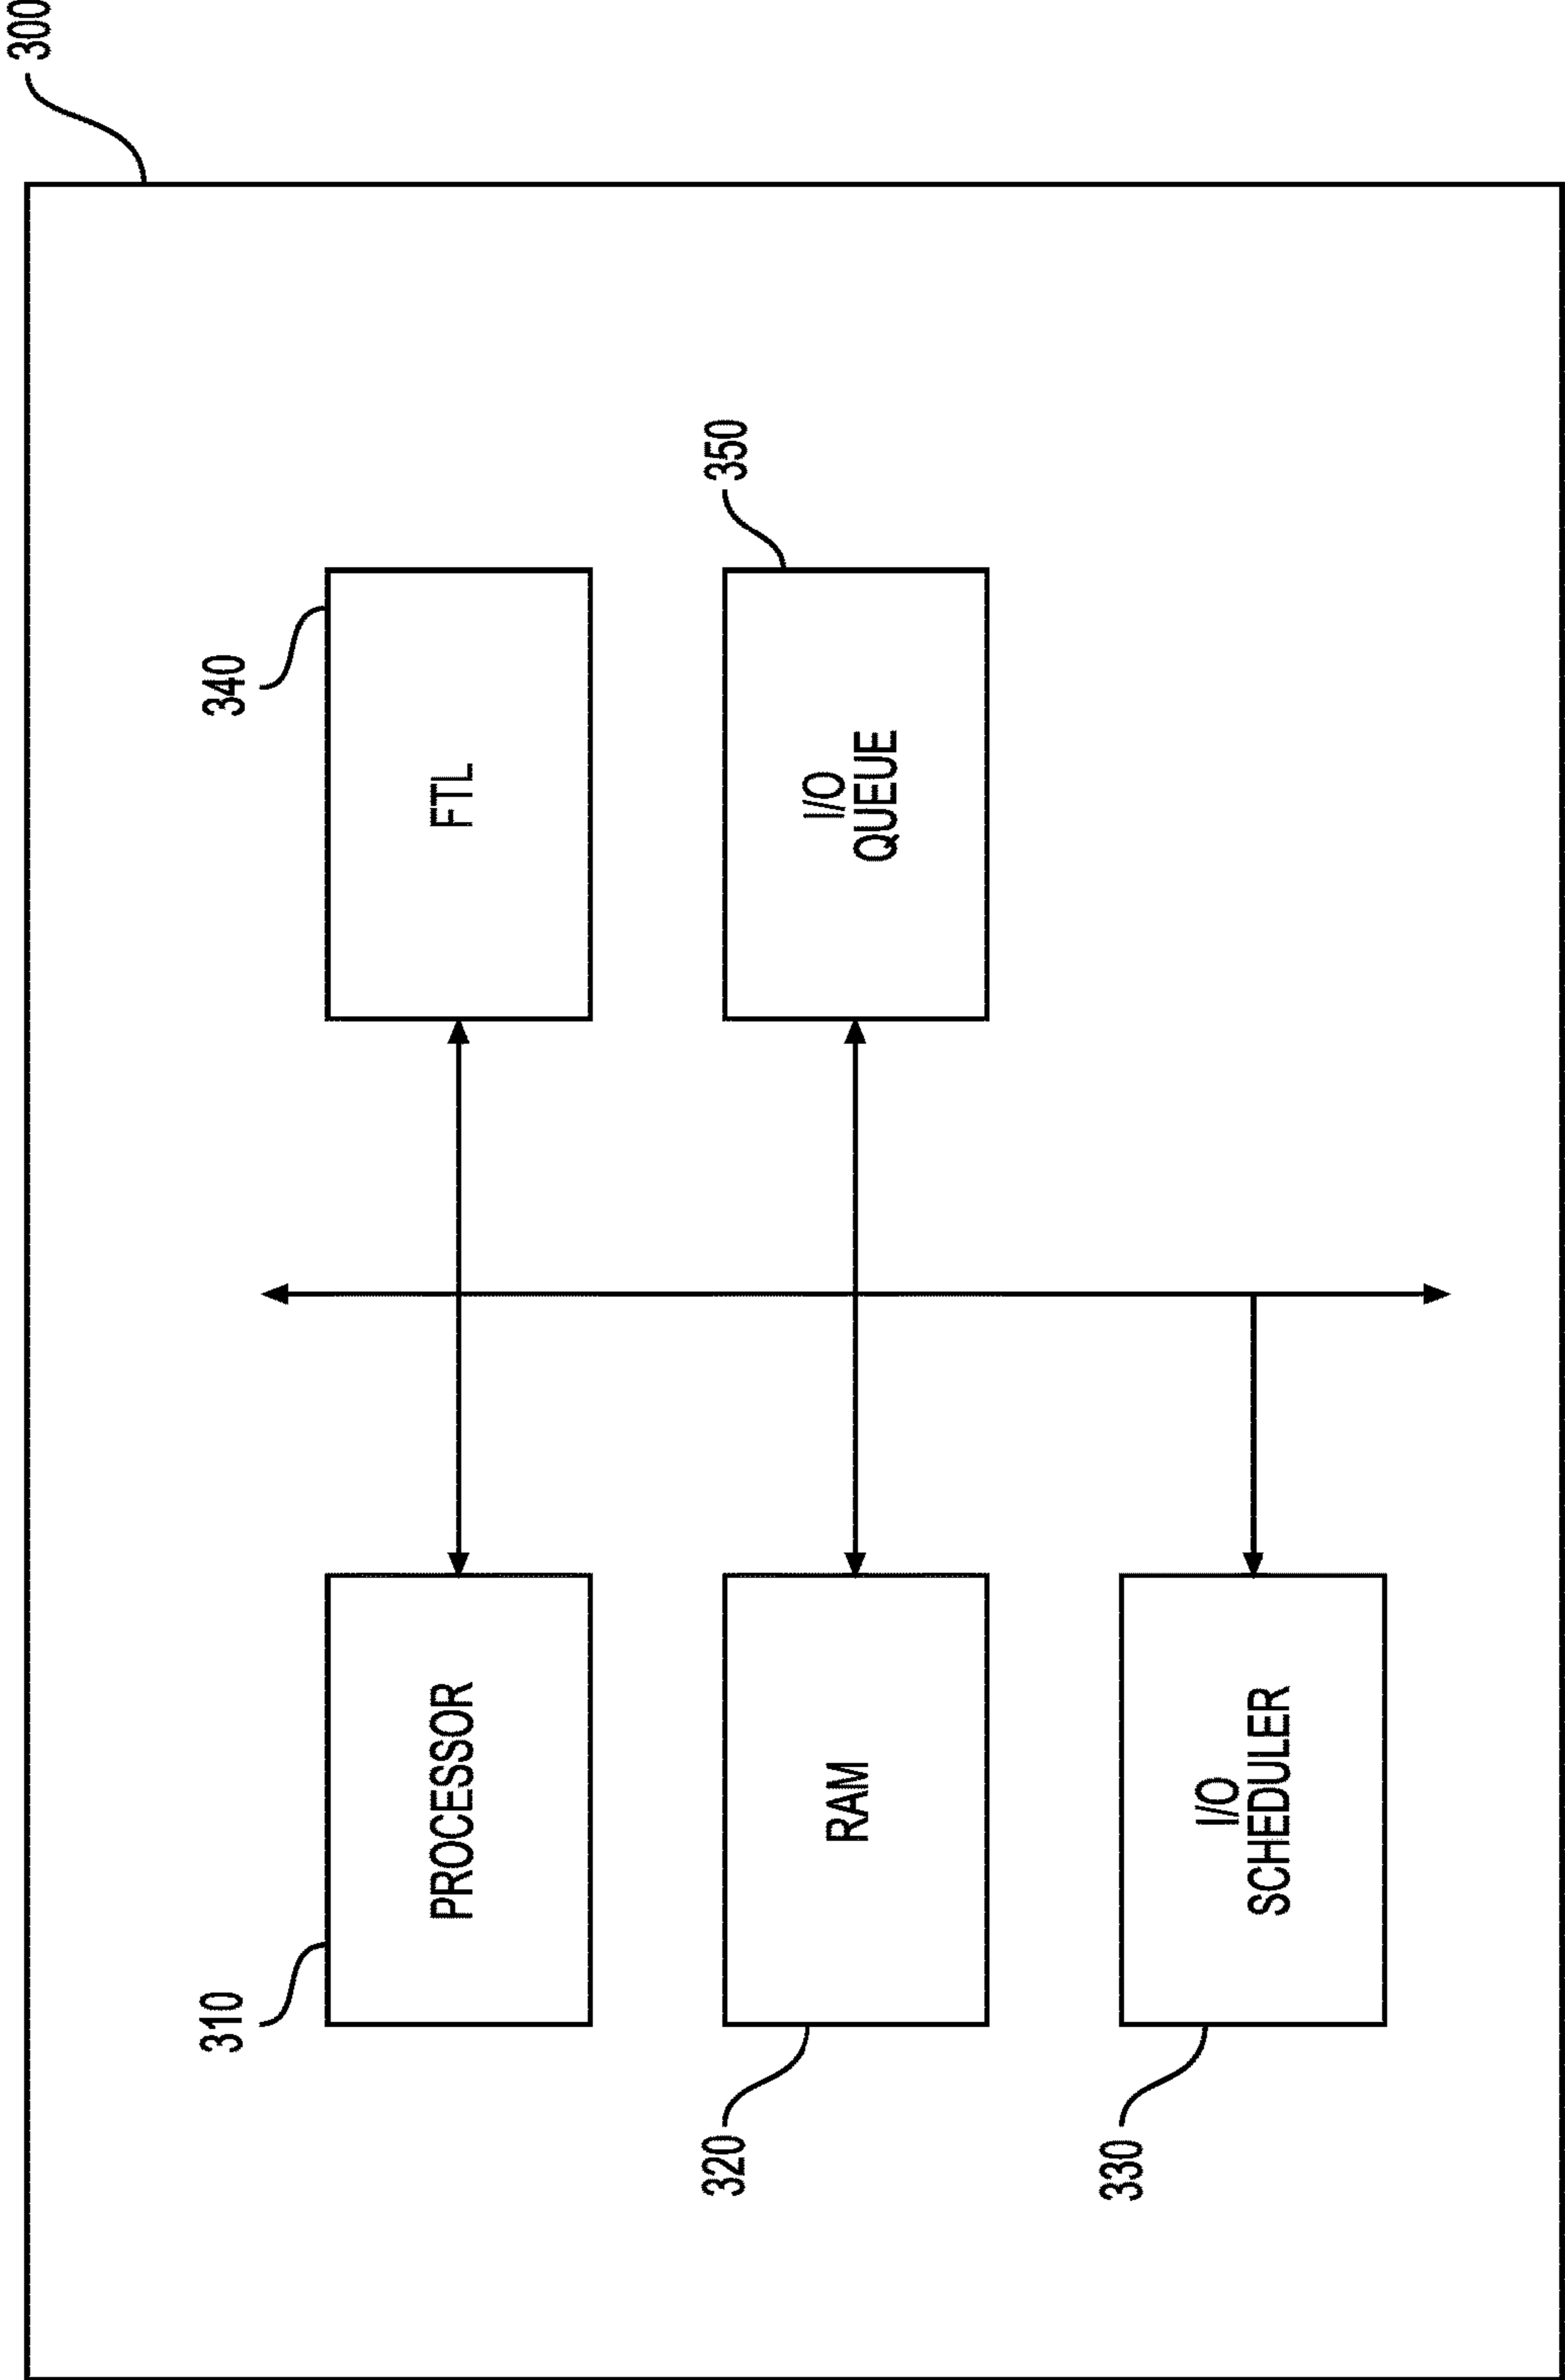 300
310
PROCESSOR
340
FTL
320
RAM
350
I/O
QUEUE
330
I/O
SCHEDULER